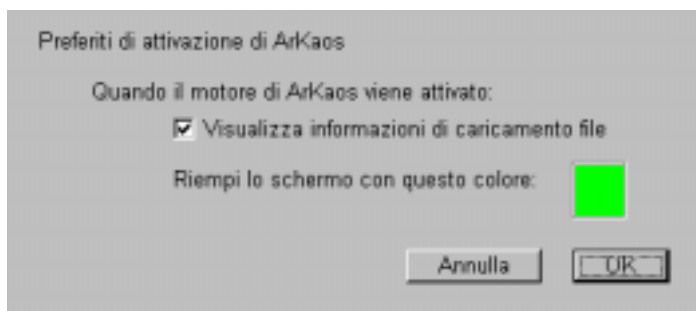 Preferiti di attivazione di ArKaos
Quando il motore di ArKaos viene attivato:
Visualizza informazioni di caricamento file
Riempi lo schermo con questo colore:
Annulla OK